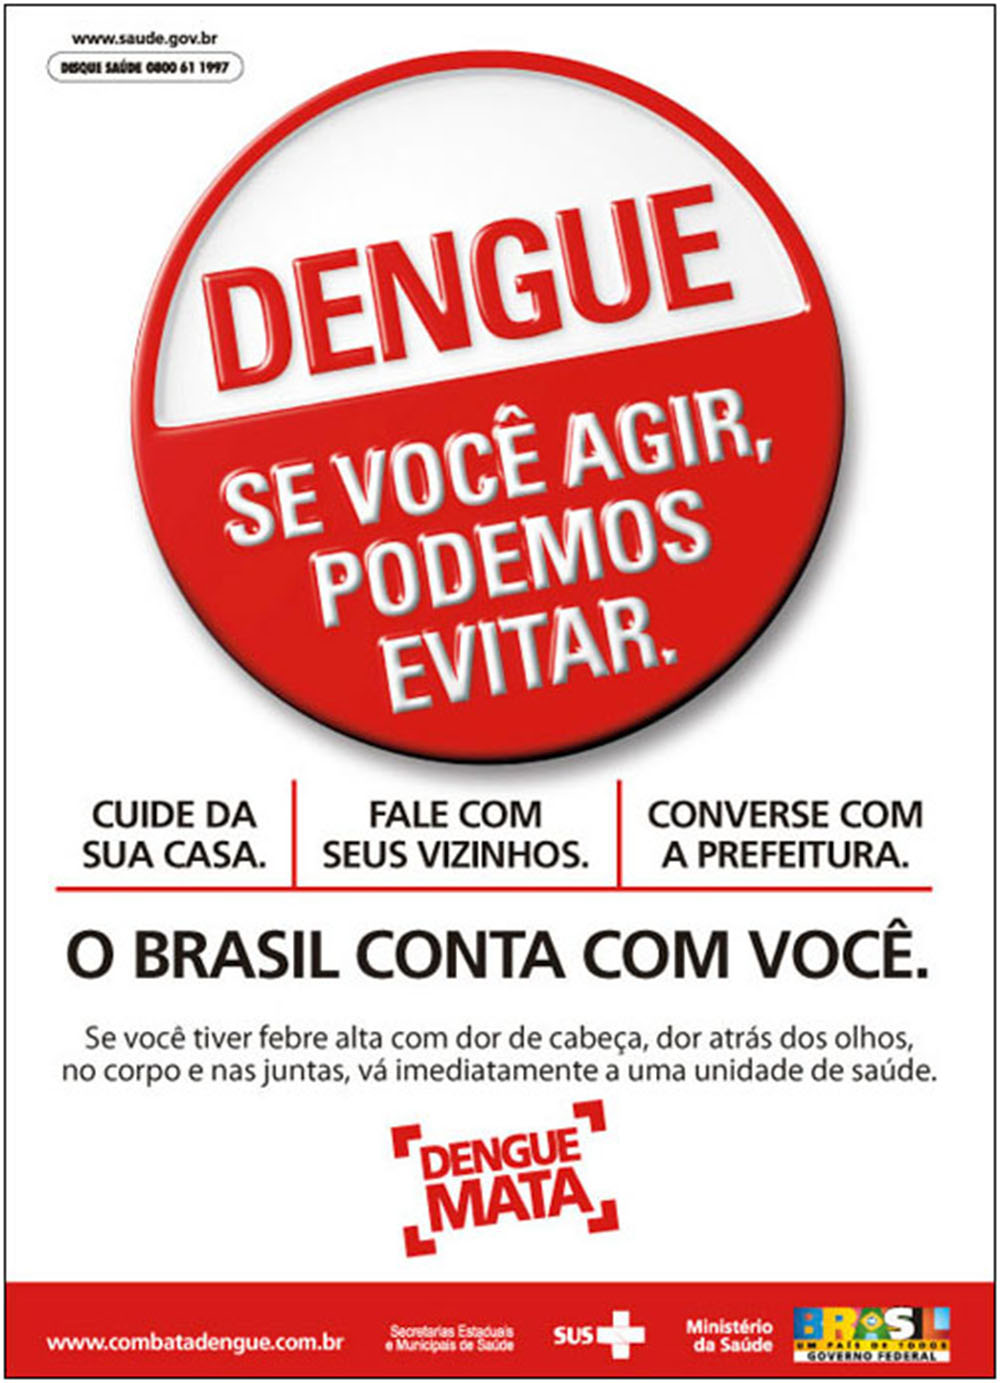 www.saude.gov.br
DISQUE SAÚDE 0800 61 1997
DENGUE
SE VOCÊ AGIR,
PODEMOS
EVITAR.
CUIDE DA
SUA CASA.
FALE COM
SEUS VIZINHOS.
CONVERSE COM
A PREFEITURA.
O BRASIL CONTA COM VOCÊ.
Se você tiver febre alta com dor de cabeça, dor atrás dos olhos,
no corpo e nas juntas, vá imediatamente a uma unidade de saúde.
DENGUE
MATA
www.combatadengue.com.br
Secretarias Estaduais
e Municipais de Saúde
SUS
Ministério
da Saúde
BRASIL
UM PAÍS DE TODOS
GOVERNO FEDERAL